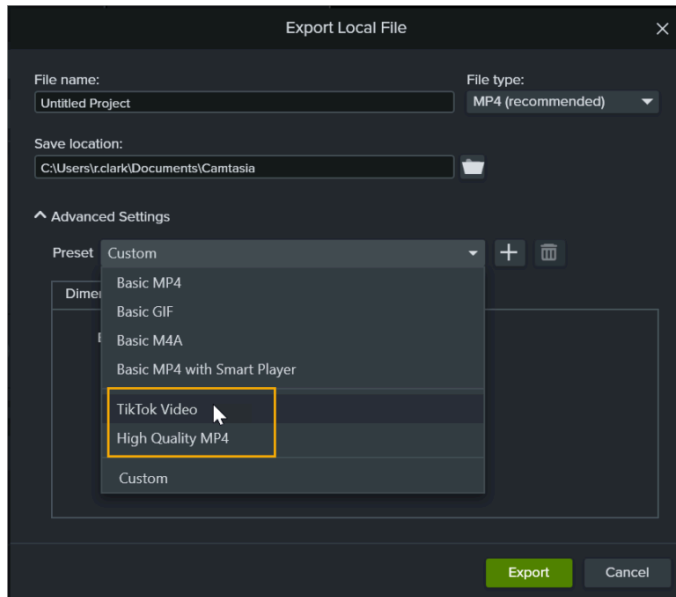 Export Local File
File name:
File type:
Untitled Project
MP4 (recommended)
Save location:
C:\Users\r.clark\Documents\Camtasia
Advanced Settings
Preset
Custom
Basic MP4
Dime
Basic GIF
Basic M4A
Basic MP4 with Smart Player
TikTok Video
High Quality MP4
Custom
Export
Cancel